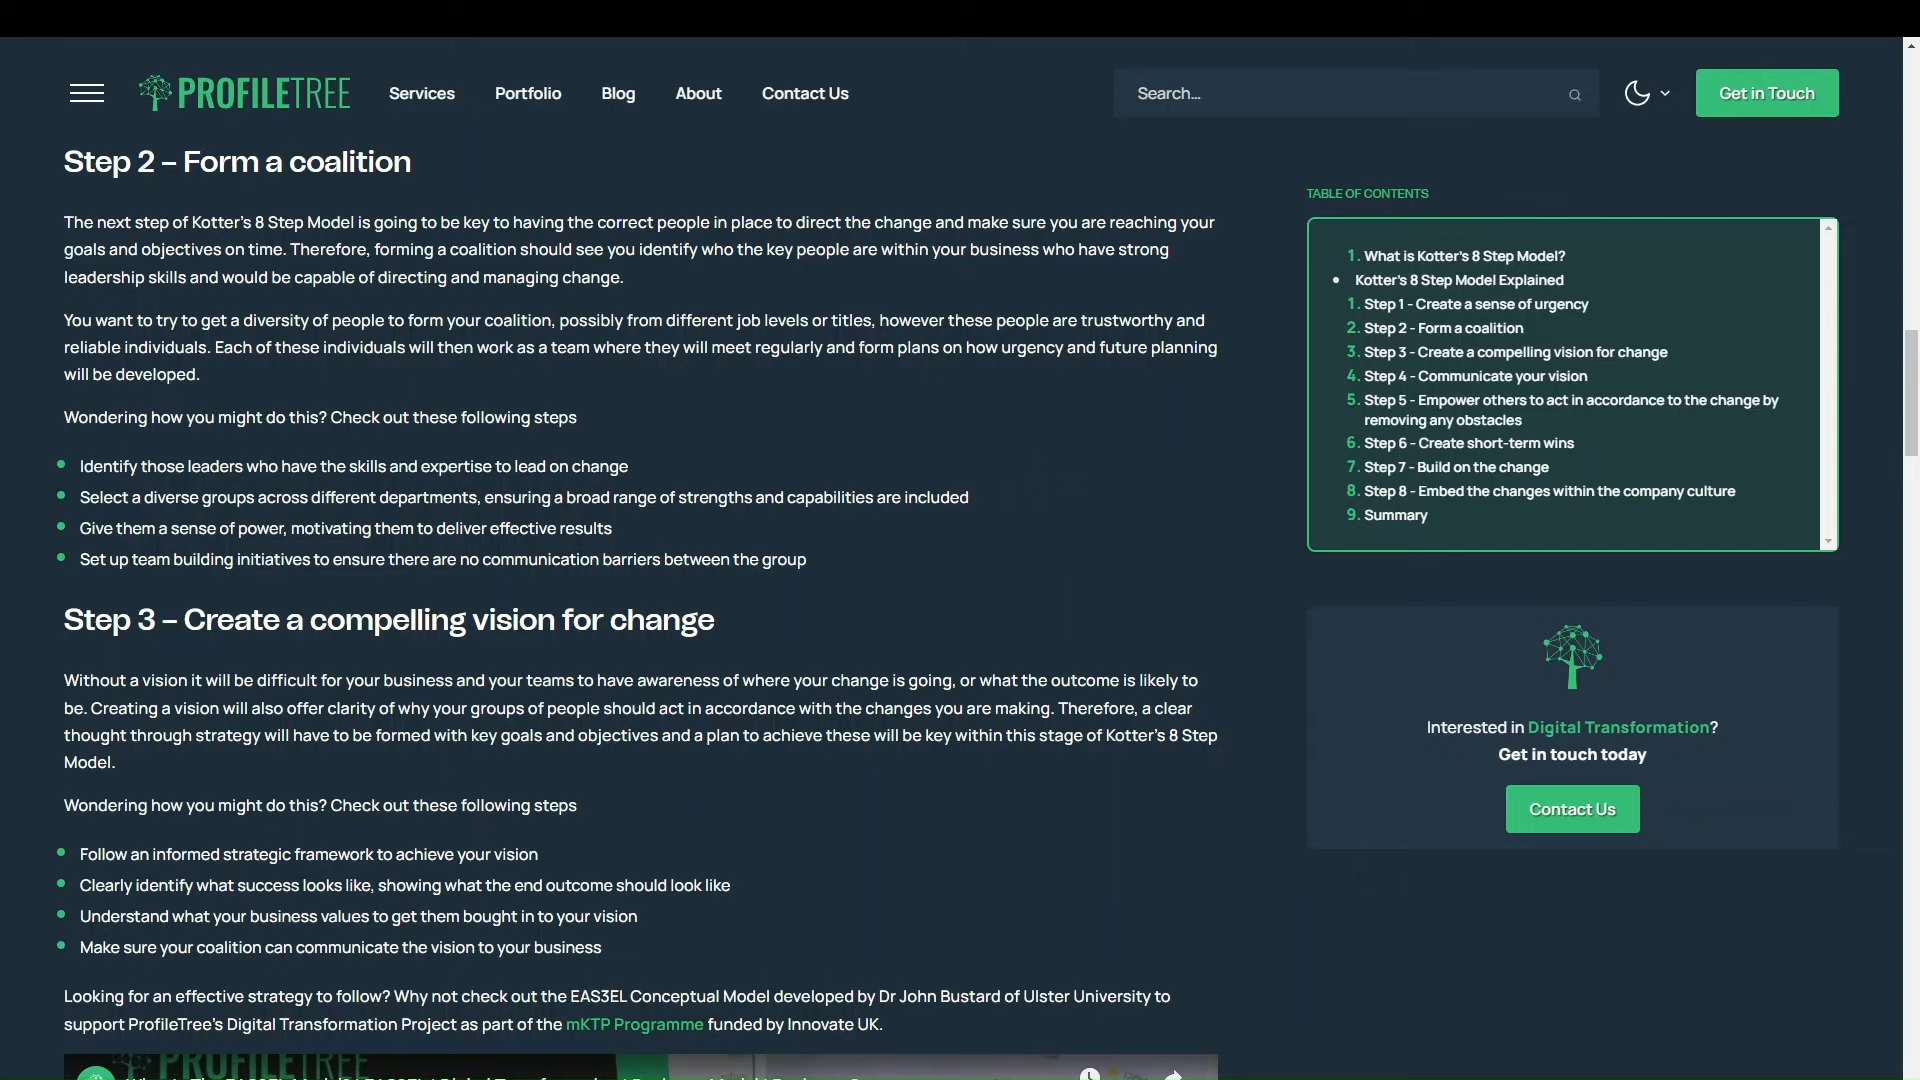 PROFILETREE
Services
Portfolio
Blog
About
Contact Us
Search...
Get in Touch
Step 2 – Form a coalition
The next step of Kotter's 8 Step Model is going to be key to having the correct people in place to direct the change and make sure you are reaching your
goals and objectives on time. Therefore, forming a coalition should see you identify who the key people are within your business who have strong
leadership skills and would be capable of directing and managing change.
You want to try to get a diversity of people to form your coalition, possibly from different job levels or titles, however these people are trustworthy and
reliable individuals. Each of these individuals will then work as a team where they will meet regularly and form plans on how urgency and future planning
will be developed.
Wondering how you might do this? Check out these following steps
Identify those leaders who have the skills and expertise to lead on change
Select a diverse groups across different departments, ensuring a broad range of strengths and capabilities are included
Give them a sense of power, motivating them to deliver effective results
Set up team building initiatives to ensure there are no communication barriers between the group
Step 3 – Create a compelling vision for change
Without a vision it will be difficult for your business and your teams to have awareness of where your change is going, or what the outcome is likely to
be. Creating a vision will also offer clarity of why your groups of people should act in accordance with the changes you are making. Therefore, a clear
thought through strategy will have to be formed with key goals and objectives and a plan to achieve these will be key within this stage of Kotter's 8 Step
Model.
Wondering how you might do this? Check out these following steps
Follow an informed strategic framework to achieve your vision
Clearly identify what success looks like, showing what the end outcome should look like
Understand what your business values to get them bought in to your vision
Make sure your coalition can communicate the vision to your business
Looking for an effective strategy to follow? Why not check out the EAS3EL Conceptual Model developed by Dr John Bustard of Ulster University to
support ProfileTree's Digital Transformation Project as part of the mKTP Programme funded by Innovate UK.
PROFILETREE
TABLE OF CONTENTS
1. What is Kotter's 8 Step Model?
Kotter's 8 Step Model Explained
1. Step 1 - Create a sense of urgency
2. Step 2 - Form a coalition
3. Step 3 - Create a compelling vision for change
4. Step 4 - Communicate your vision
5. Step 5 - Empower others to act in accordance to the change by
removing any obstacles
6. Step 6 - Create short-term wins
7. Step 7 - Build on the change
8. Step 8 - Embed the changes within the company culture
9. Summary
Interested in Digital Transformation?
Get in touch today
Contact Us